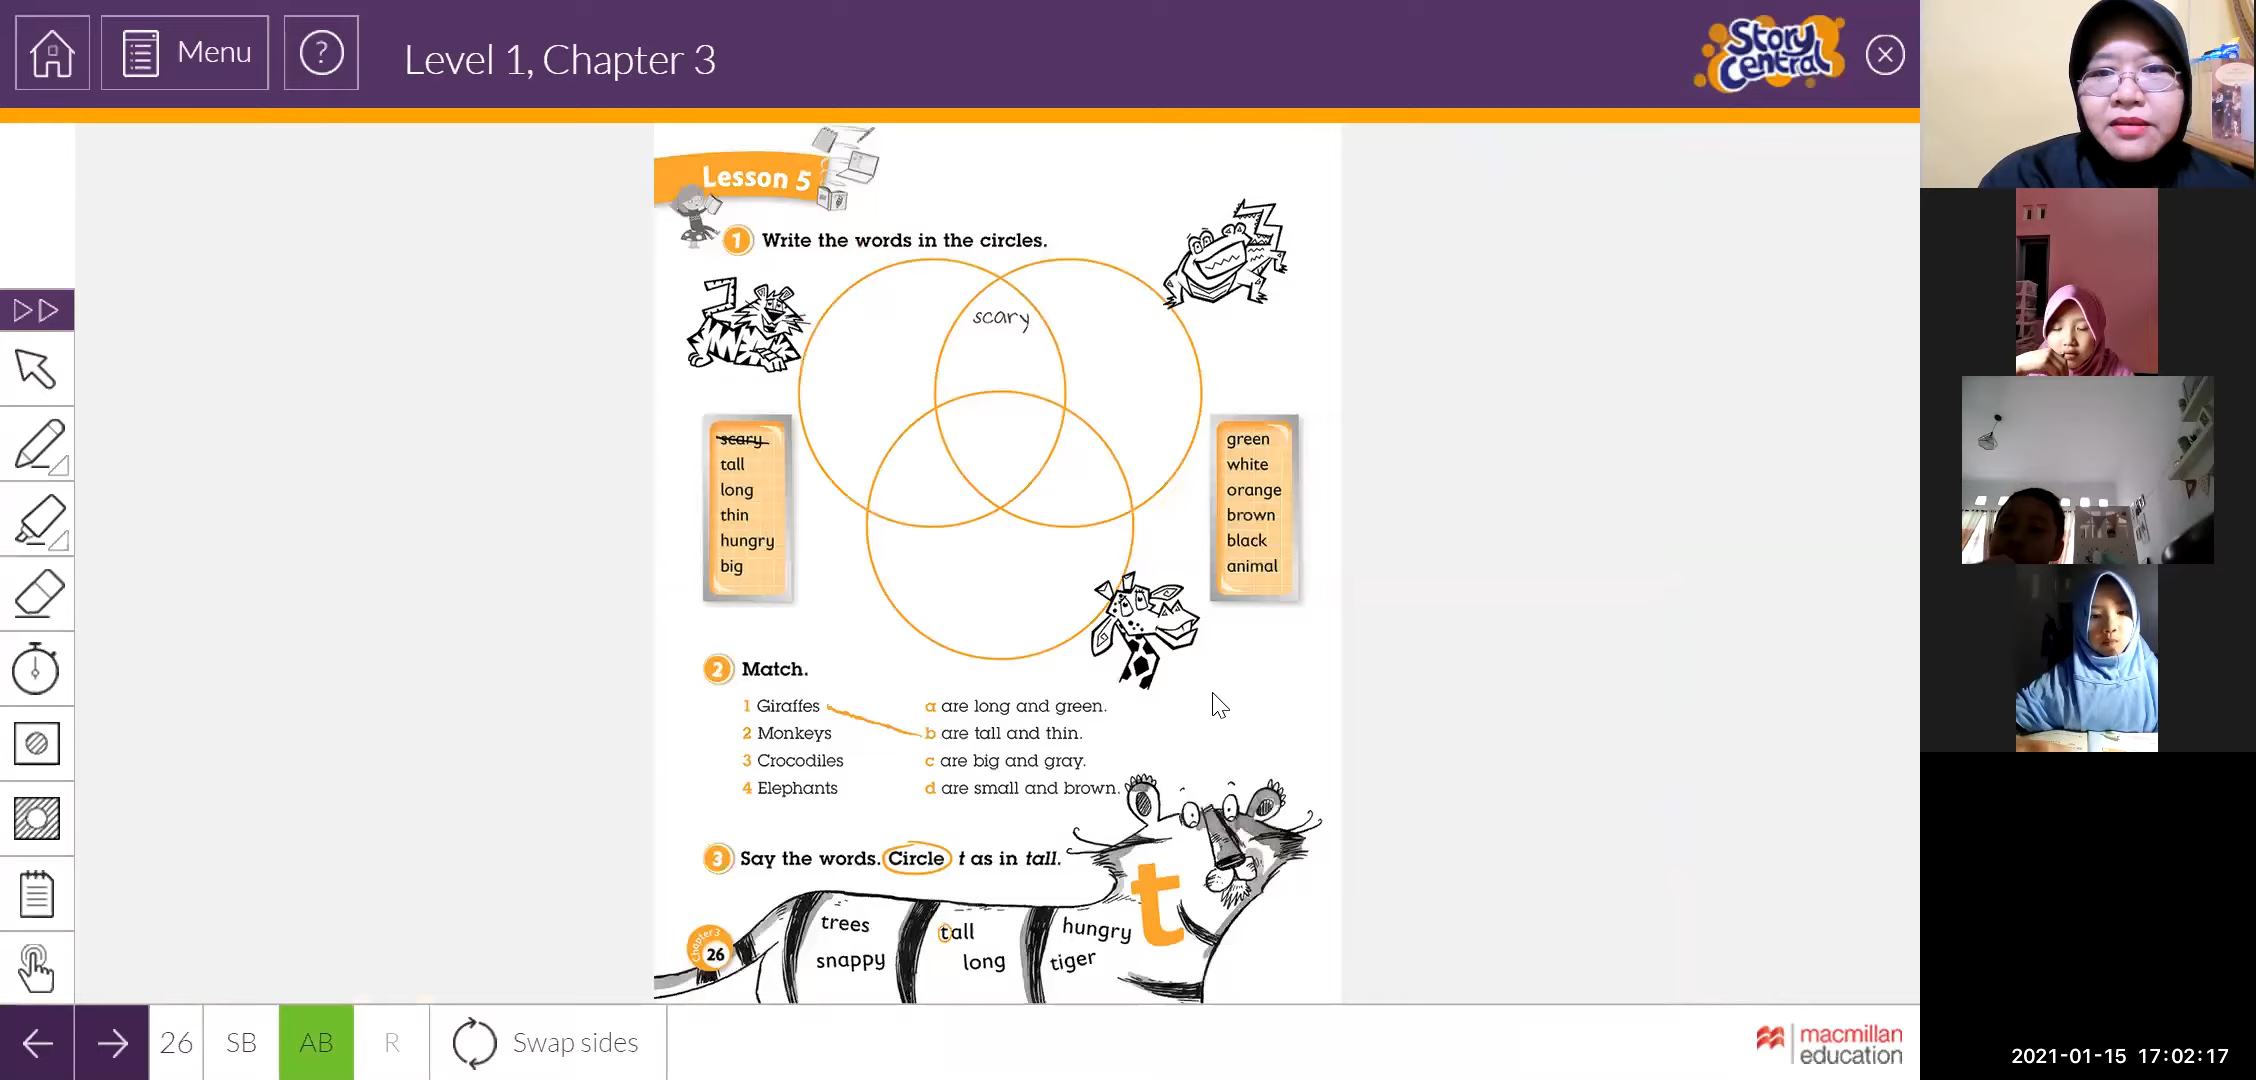 Menu
?
Level 1, Chapter 3
Story Central
Lesson 5
1 Write the words in the circles.
scary
scary
tall
long
thin
hungry
big
green
white
orange
brown
black
animal
2 Match.
1 Giraffes
2 Monkeys
3 Crocodiles
4 Elephants
a are long and green.
b are tall and thin.
c are big and gray.
d are small and brown.
3 Say the words. Circle t as in tall.
t
trees
snappy
tall
long
hungry
tiger
Chapter 3
26
26
SB
AB
R
Swap sides
macmillan
education
2021-01-15 17:02:17